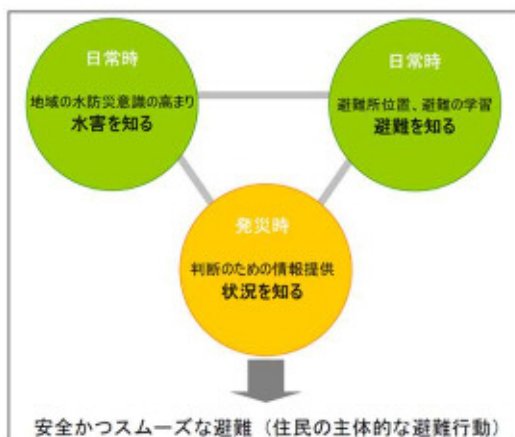 日常時
地域の水防災意識の高まり
水害を知る
日常時
避難所位置、避難の学習
避難を知る
発災時
判断のための情報提供
状況を知る
安全かつスムーズな避難（住民の主体的な避難行動）